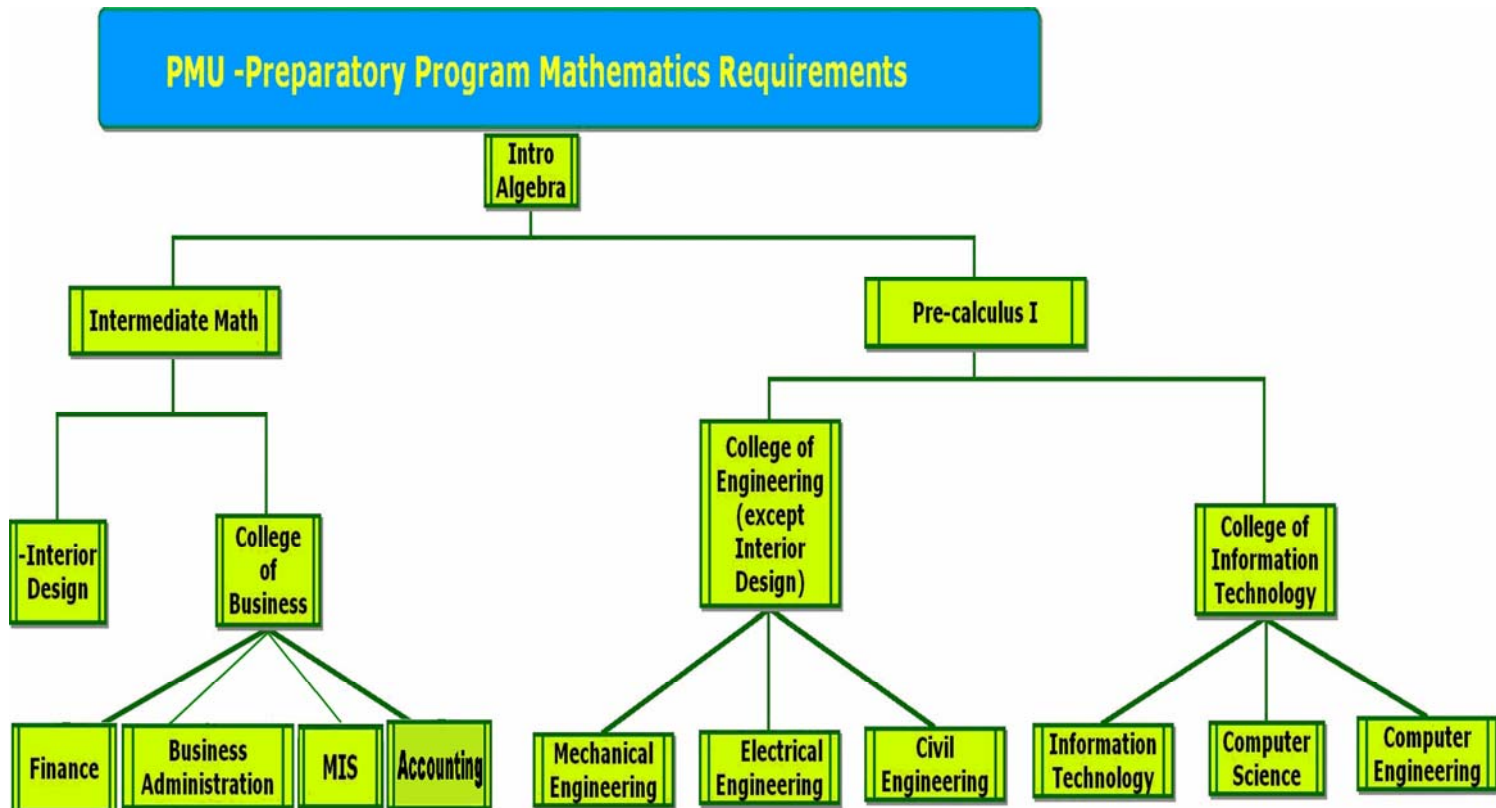 PMU -Preparatory Program Mathematics Requirements
Intro
Algebra
Intermediate Math
Pre-calculus I
-Interior
Design
College
of
Business
College of
Engineering
(except
Interior
Design)
College of
Information
Technology
Finance
Business
Administration
MIS
Accounting
Mechanical
Engineering
Electrical
Engineering
Civil
Engineering
Information
Technology
Computer
Science
Computer
Engineering